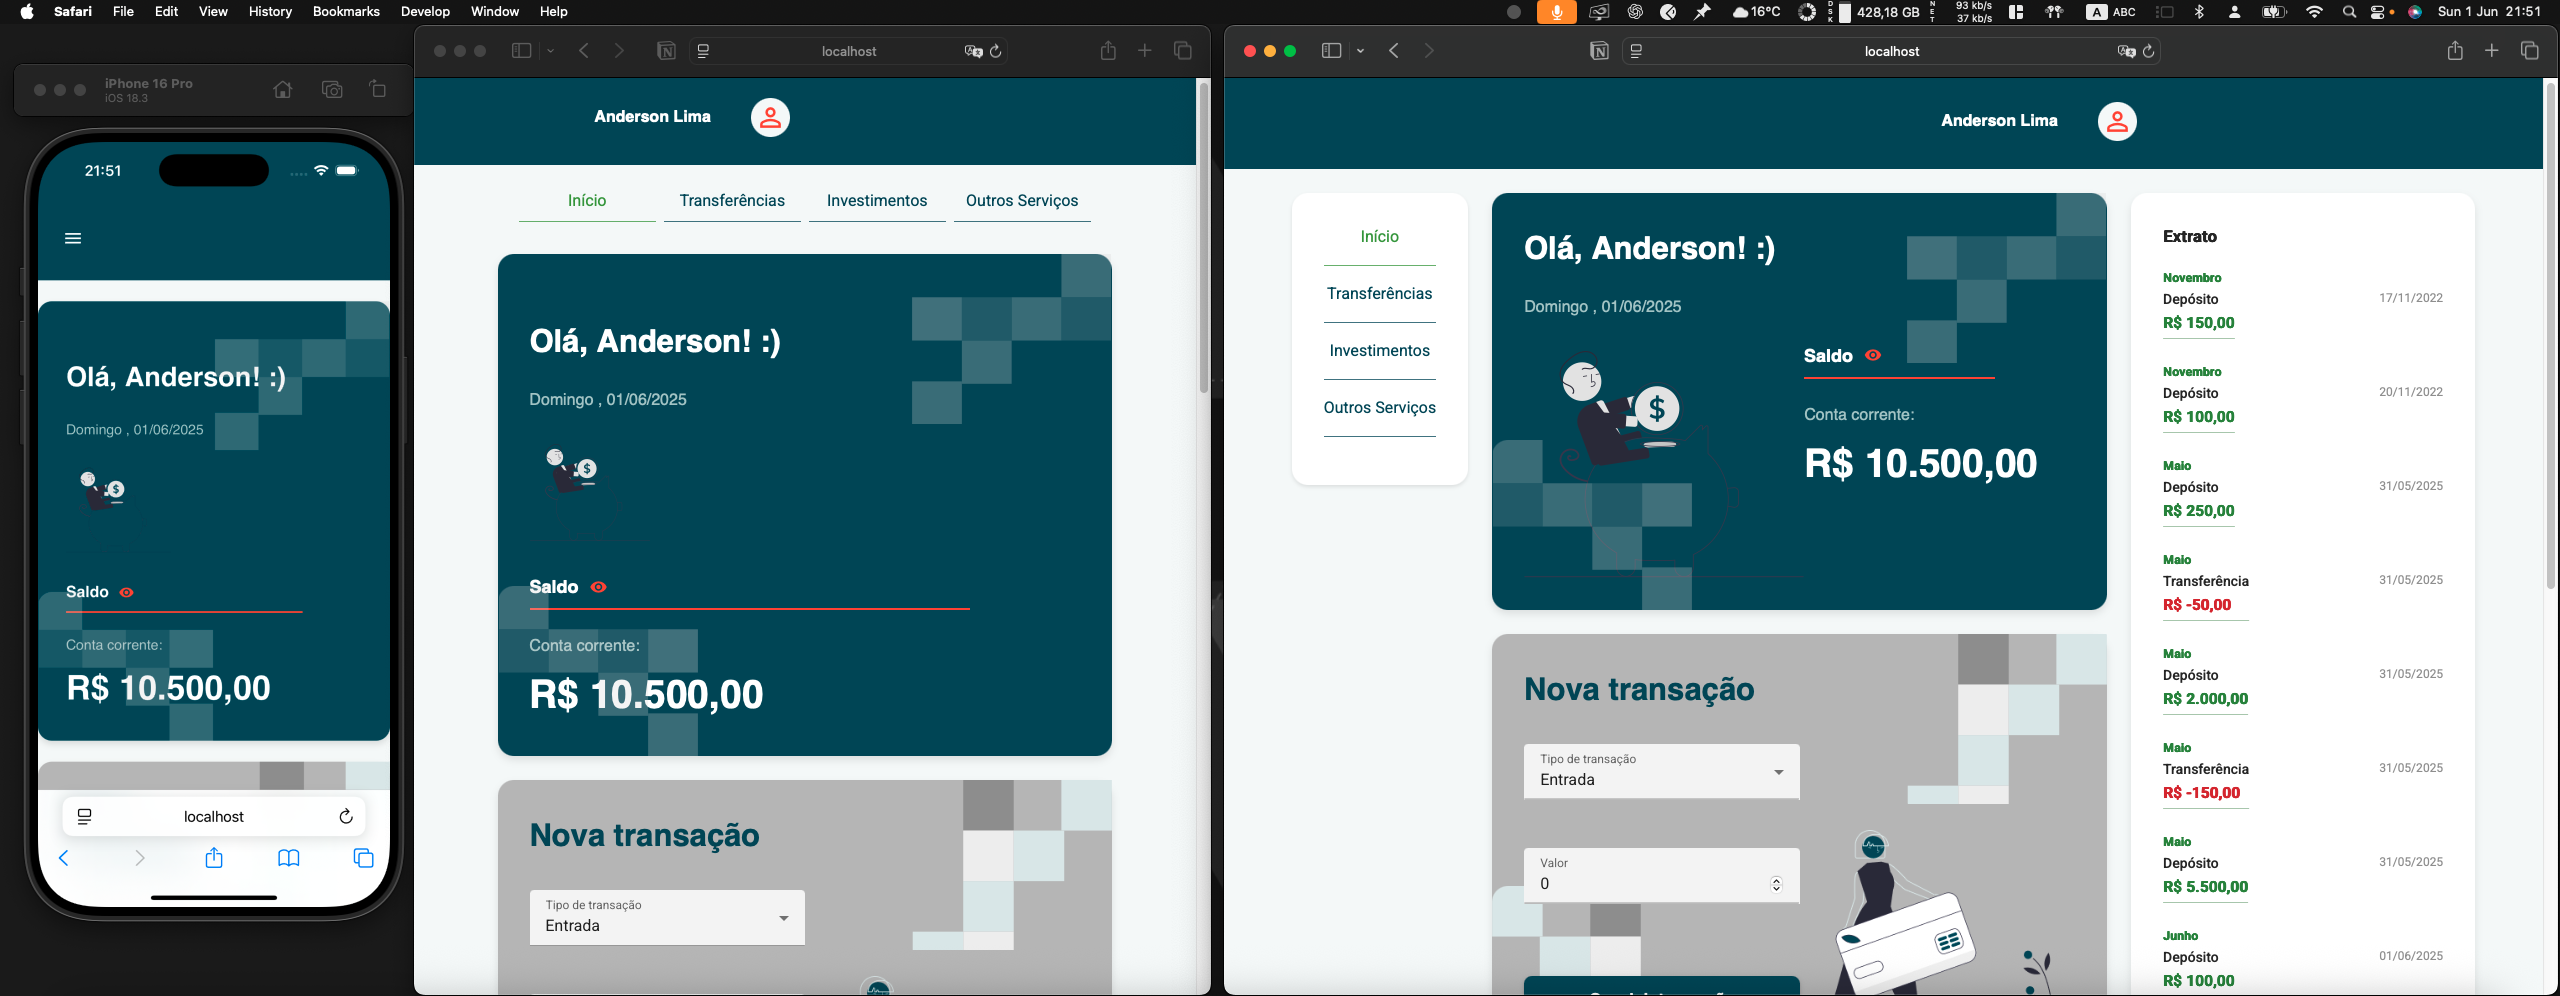 Safari File Edit View History Bookmarks Develop Window Help
16°C DSK 428,18 GB NET 93 kb/s 37 kb/s A ABC Sun 1 Jun 21:51
iPhone 16 Pro
iOS 18.3
21:51
Olá, Anderson! :)
Domingo , 01/06/2025
$
Saldo
Conta corrente:
R$ 10.500,00
localhost
localhost
Anderson Lima
Início Transferências Investimentos Outros Serviços
Olá, Anderson! :)
Domingo , 01/06/2025
$
Saldo
Conta corrente:
R$ 10.500,00
Nova transação
Tipo de transação
Entrada
localhost
Anderson Lima
Início
Transferências
Investimentos
Outros Serviços
Olá, Anderson! :)
Domingo , 01/06/2025
$
Saldo
Conta corrente:
R$ 10.500,00
Nova transação
Tipo de transação
Entrada
Valor
0
Extrato
Novembro
Depósito 17/11/2022
R$ 150,00
Novembro
Depósito 20/11/2022
R$ 100,00
Maio
Depósito 31/05/2025
R$ 250,00
Maio
Transferência 31/05/2025
R$ -50,00
Maio
Depósito 31/05/2025
R$ 2.000,00
Maio
Transferência 31/05/2025
R$ -150,00
Maio
Depósito 31/05/2025
R$ 5.500,00
Junho
Depósito 01/06/2025
R$ 100,00